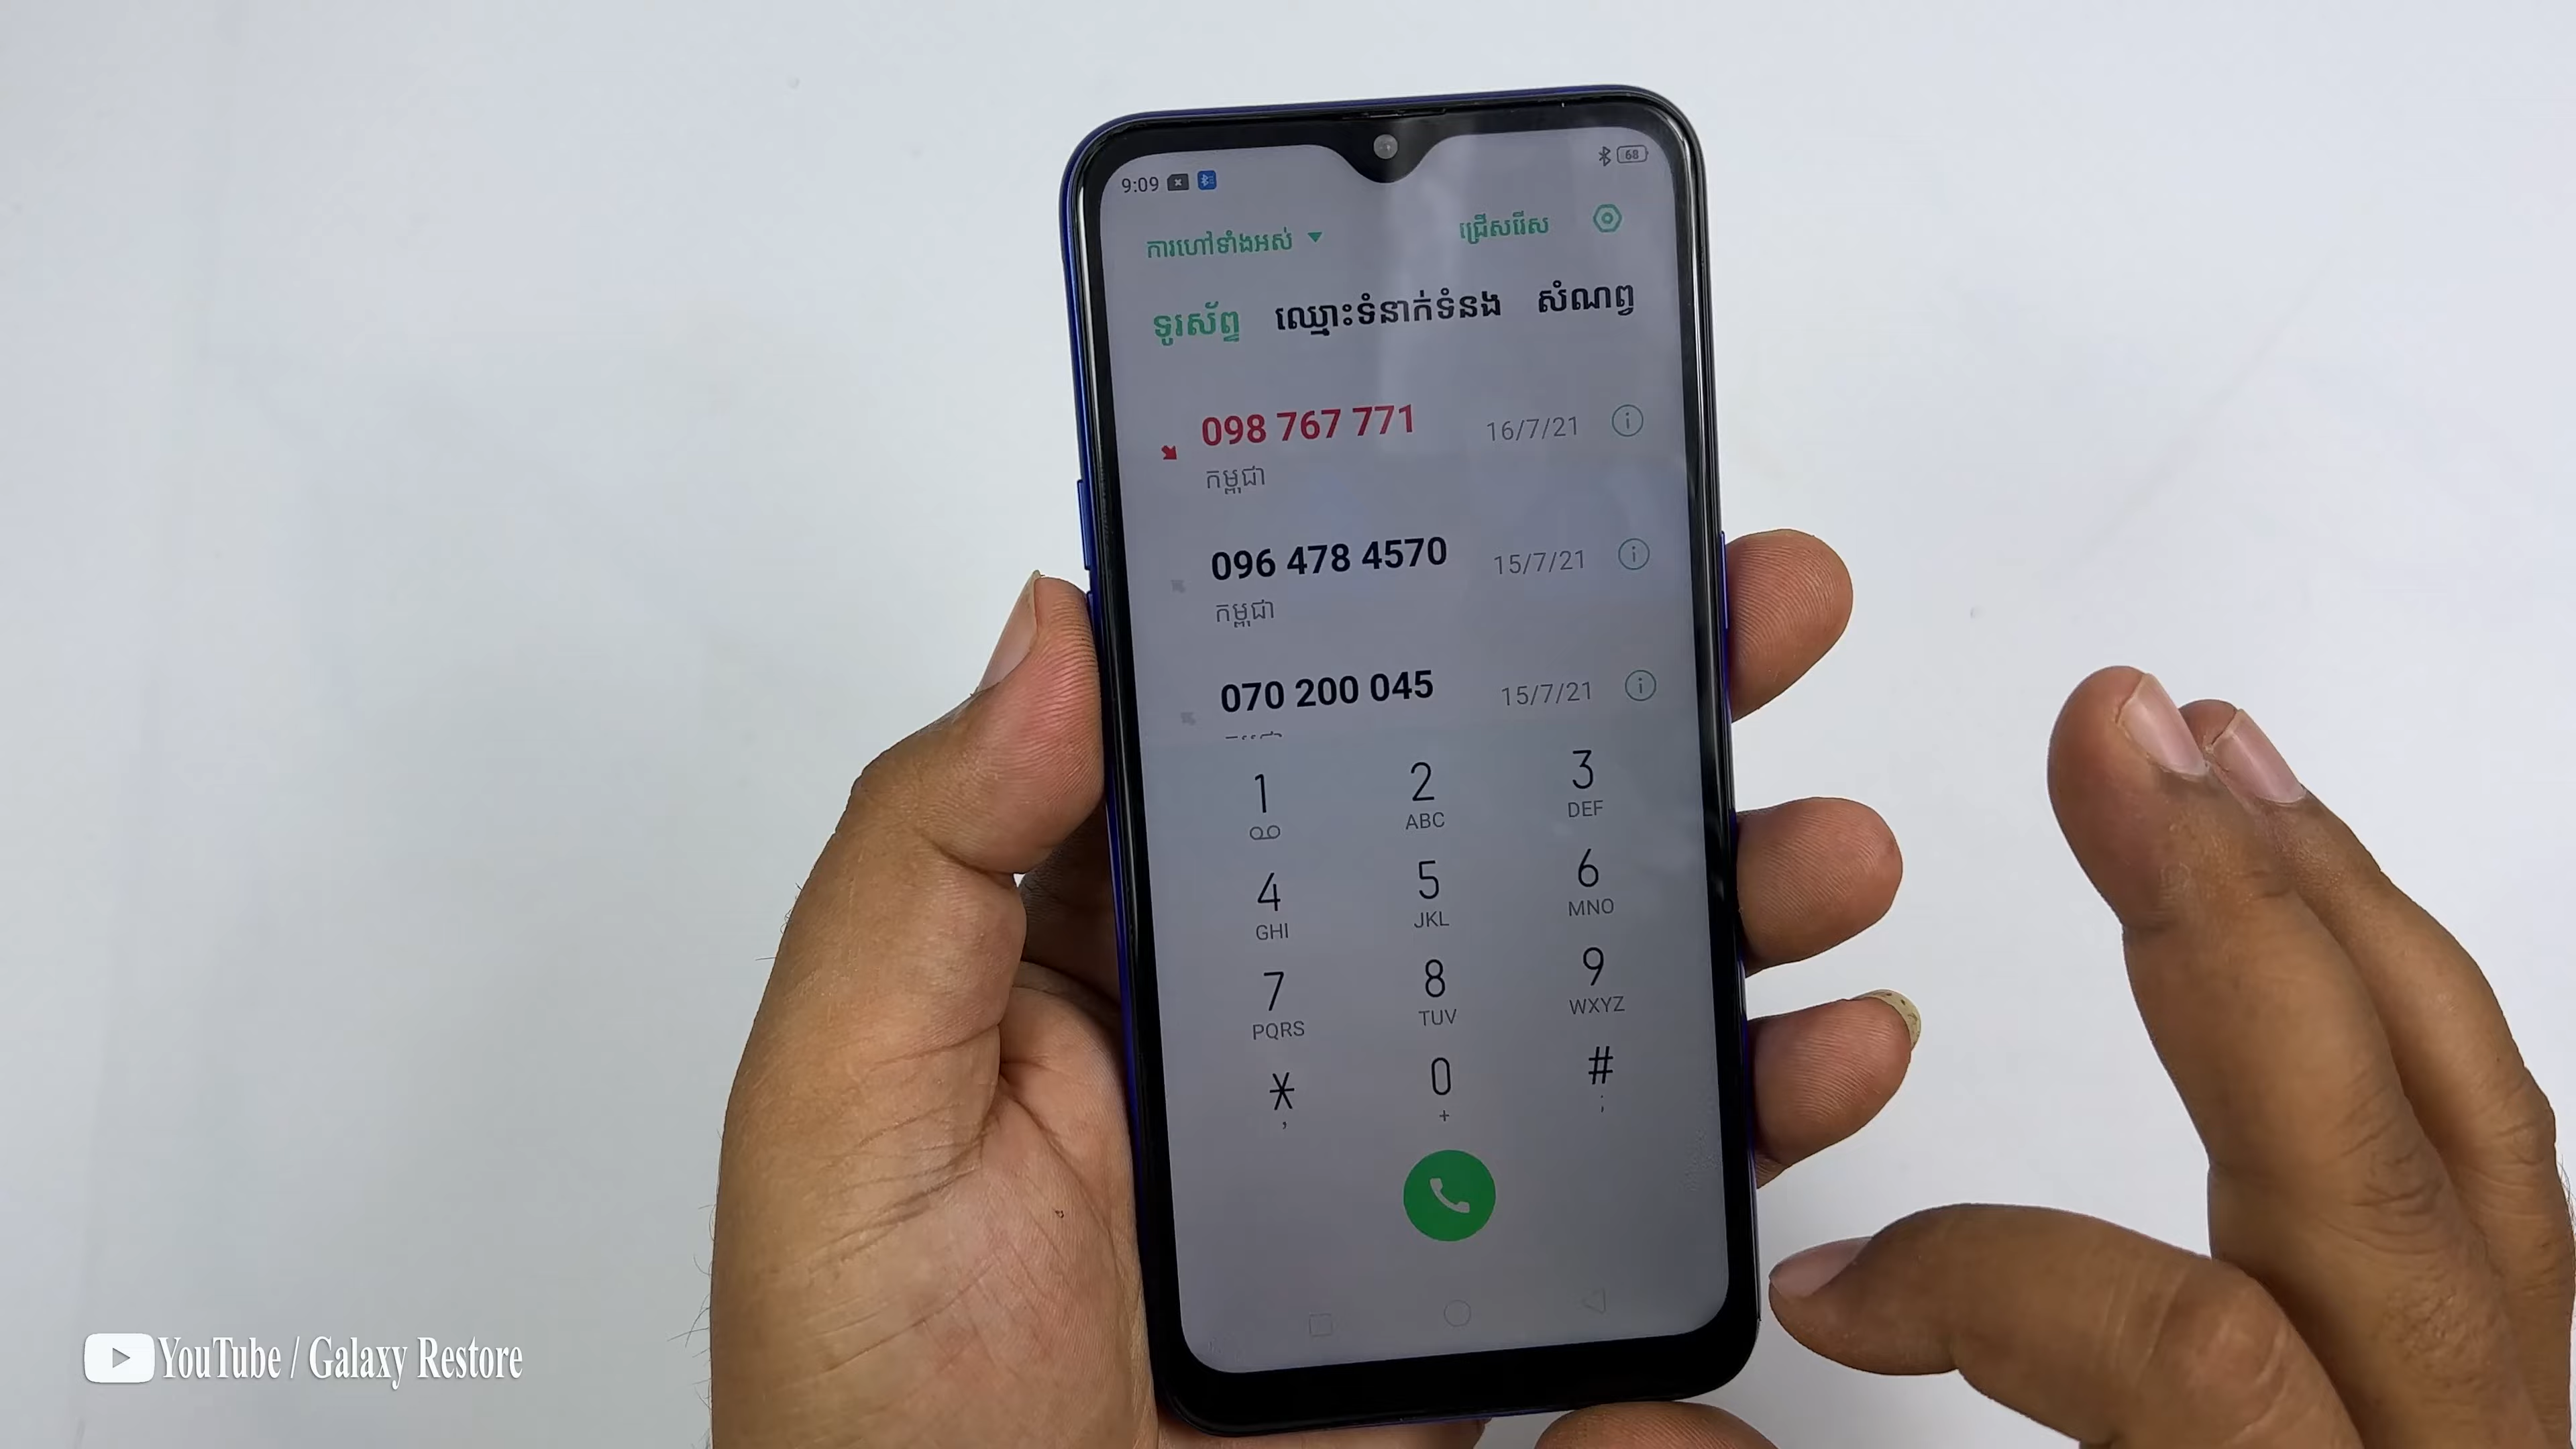 9:09
68
ការហៅទាំងអស់
ជ្រើសរើស
ទូរស័ព្ទ
ឈ្មោះទំនាក់ទំនង
សំណព្វ
098 767 771
16/7/21
កម្ពុជា
096 478 4570
15/7/21
កម្ពុជា
070 200 045
15/7/21
1
2
3
ABC
DEF
4
5
6
GHI
JKL
MNO
7
8
9
PQRS
TUV
WXYZ
*
0
#
,
+
;
YouTube / Galaxy Restore